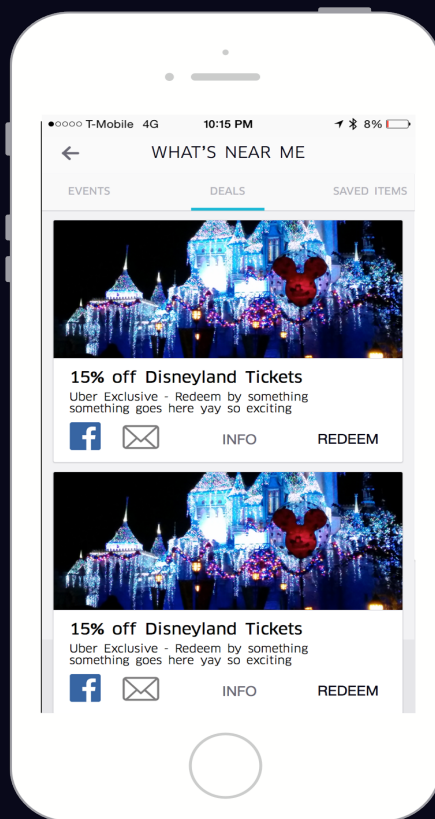 T-Mobile 4G 10:15 PM 8%
WHAT'S NEAR ME
EVENTS DEALS SAVED ITEMS
15% off Disneyland Tickets
Uber Exclusive - Redeem by something
something goes here yay so exciting
f INFO REDEEM
15% off Disneyland Tickets
Uber Exclusive - Redeem by something
something goes here yay so exciting
f INFO REDEEM